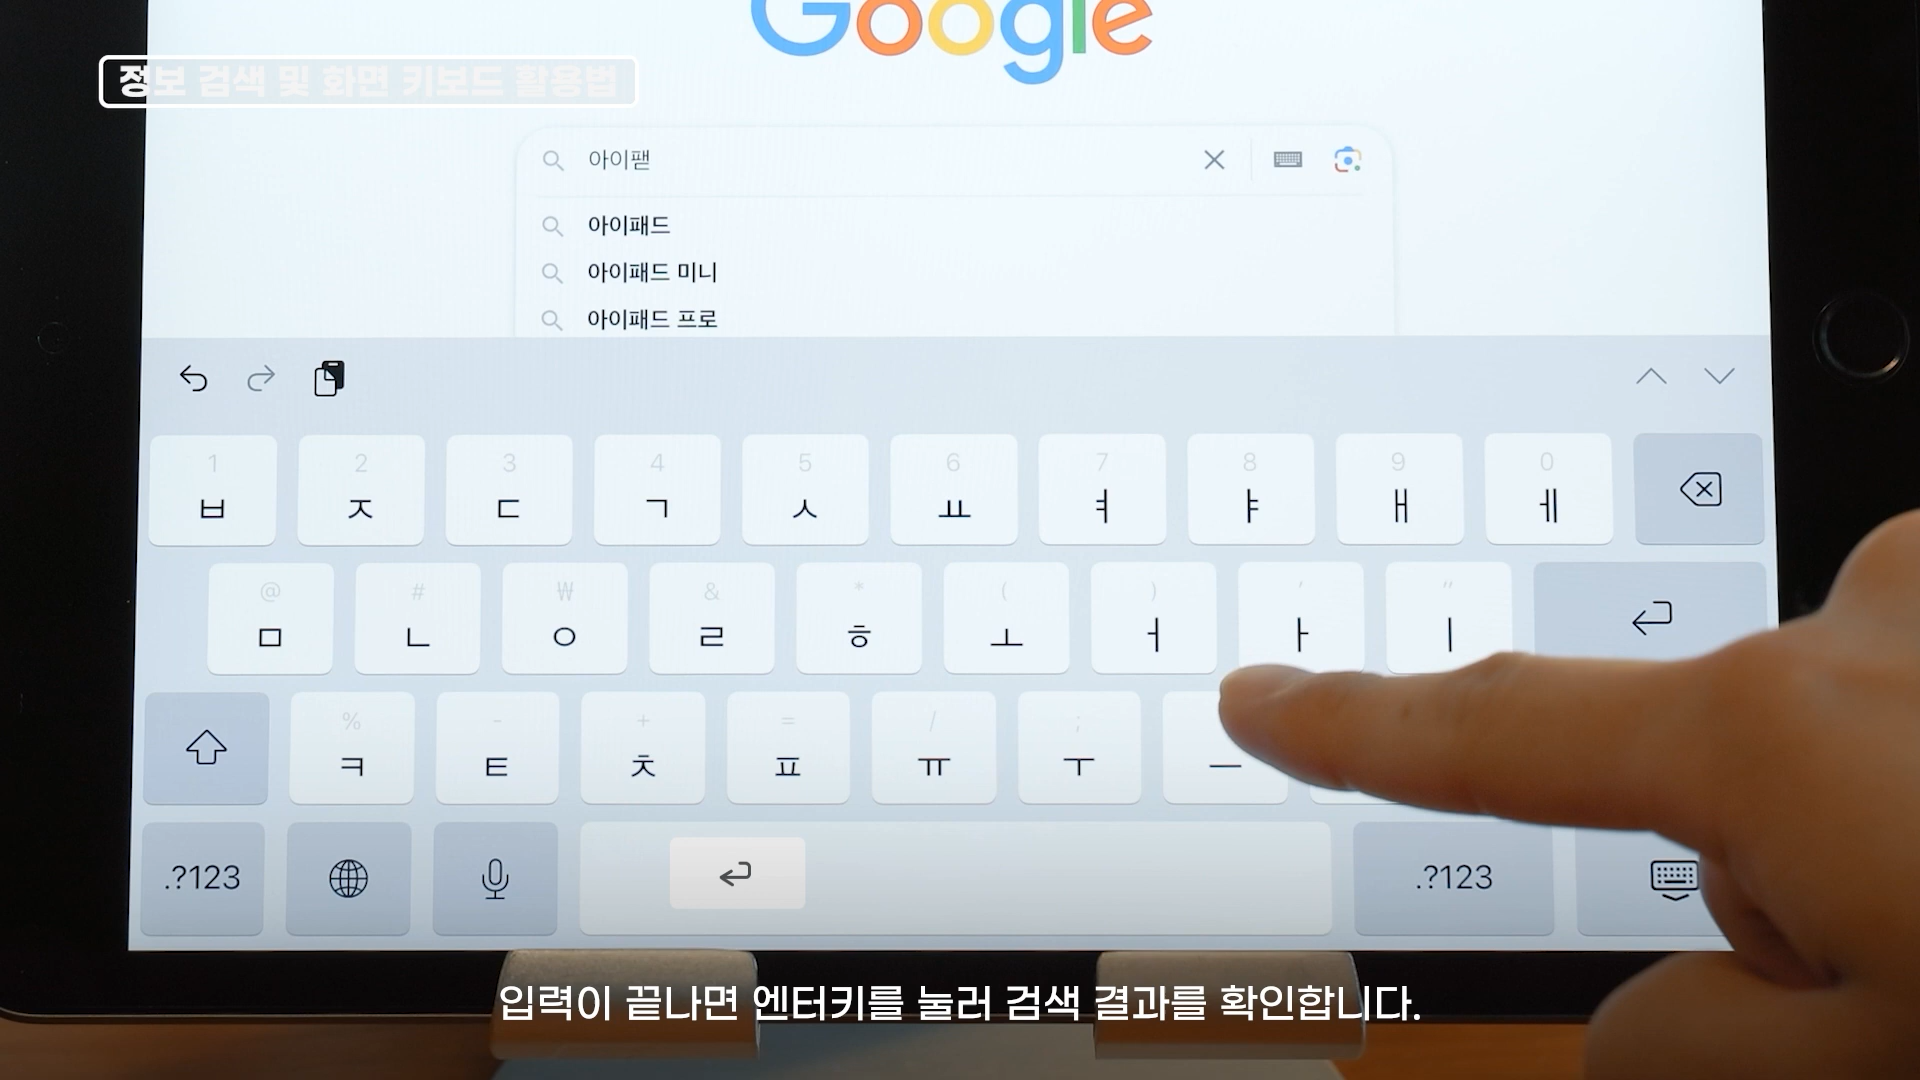 Google
정보 검색 및 화면 키보드 활용법
아이팯
아이패드
아이패드 미니
아이패드 프로
1 2 3 4 5 6 7 8 9 0
ㅂ ㅈ ㄷ ㄱ ㅅ ㅛ ㅕ ㅑ ㅐ ㅔ
@ # ₩ & * ( ) ' "
ㅁ ㄴ ㅇ ㄹ ㅎ ㅗ ㅓ ㅏ ㅣ
% - + = / ;
ㅋ ㅌ ㅊ ㅍ ㅠ ㅜ ㅡ
.?123 .?123
입력이 끝나면 엔터키를 눌러 검색 결과를 확인합니다.